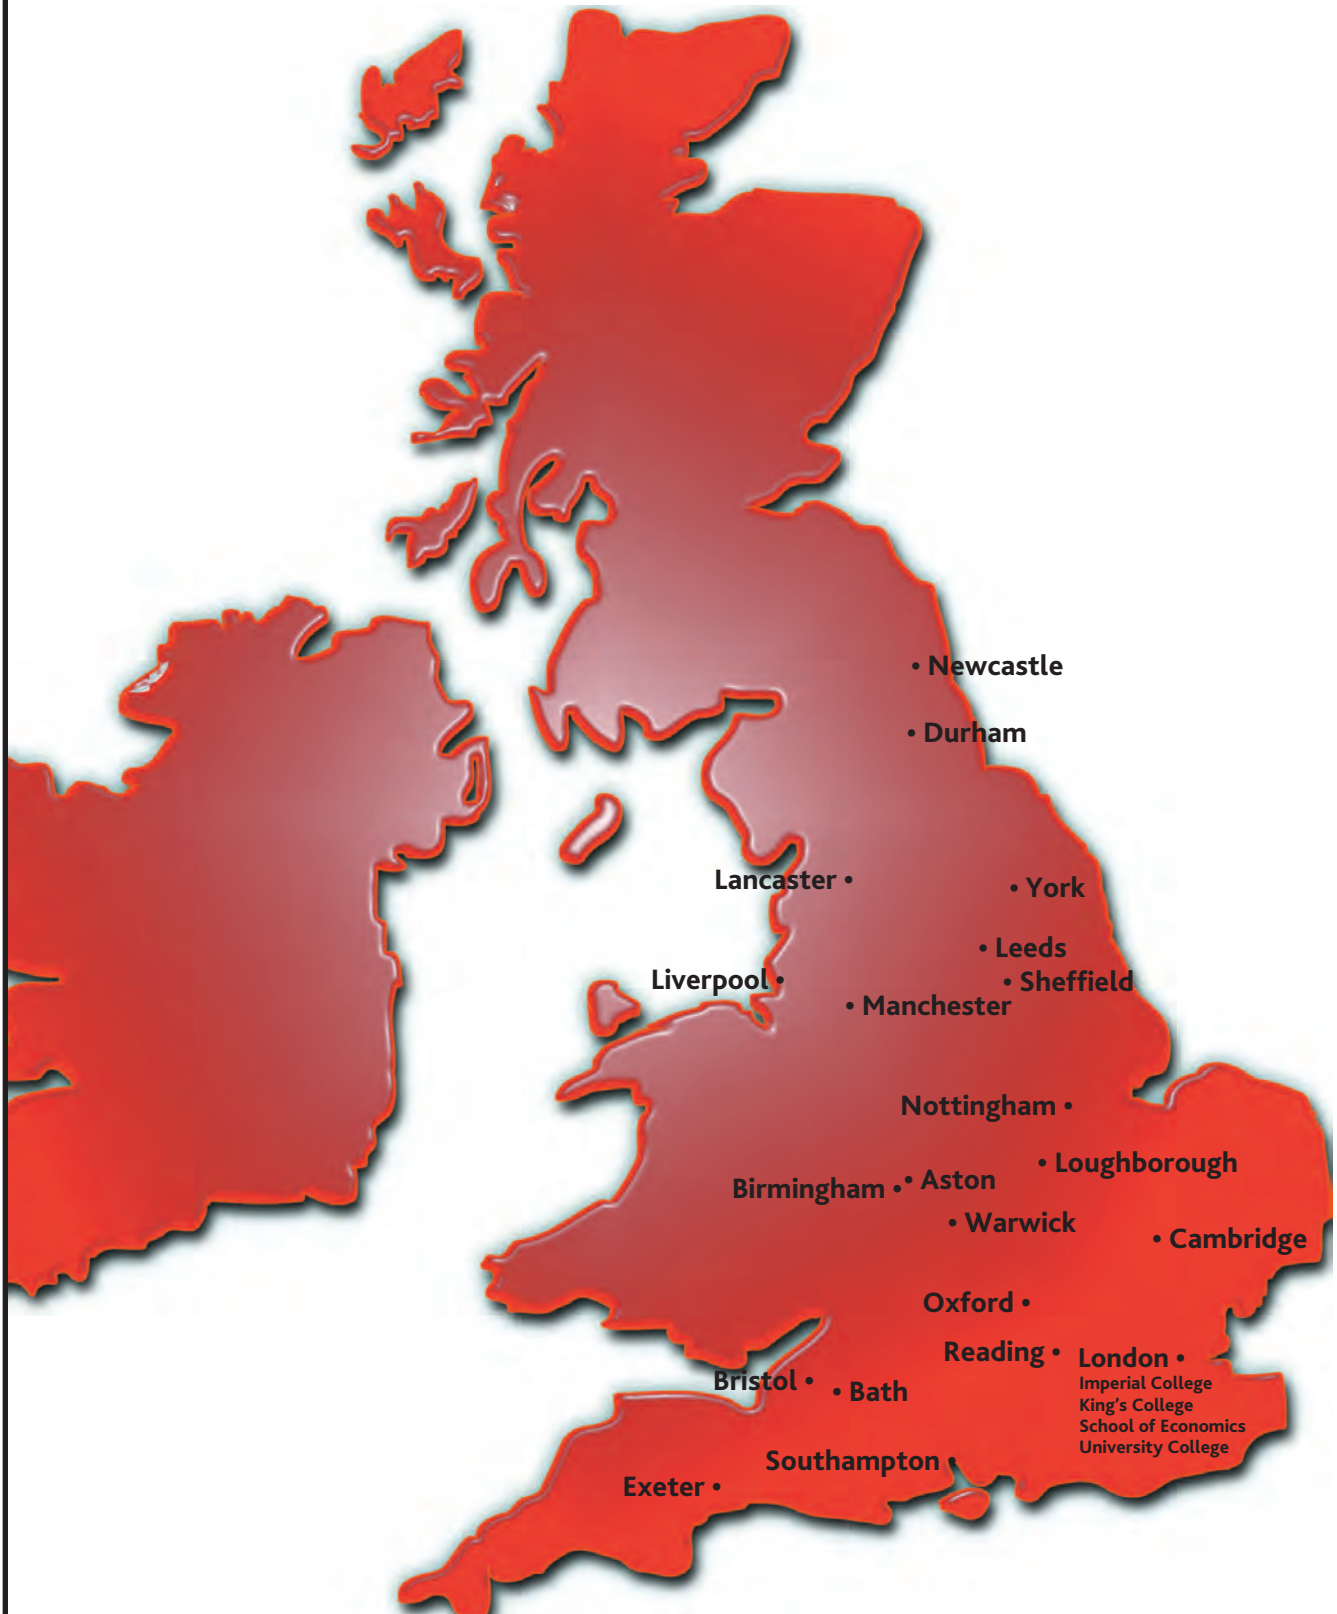 Newcastle
Durham
Lancaster
York
Leeds
Liverpool
Sheffield
Manchester
Nottingham
Loughborough
Aston
Birmingham
Warwick
Cambridge
Oxford
Reading
London
Imperial College
King's College
School of Economics
University College
Bristol
Bath
Southampton
Exeter